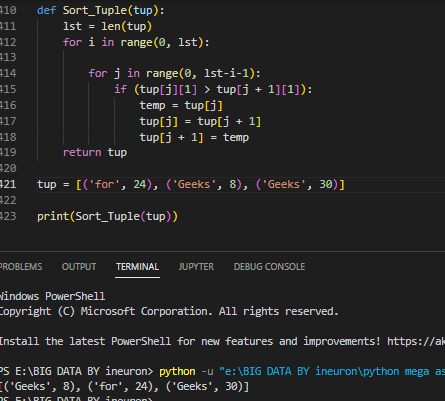 410 def Sort_Tuple(tup):
411 lst = len(tup)
412 for i in range(0, lst):
413
414 for j in range(0, lst-i-1):
415 if (tup[j][1] > tup[j + 1][1]):
416 temp = tup[j]
417 tup[j] = tup[j + 1]
418 tup[j + 1] = temp
419 return tup
420
421 tup = [('for', 24), ('Geeks', 8), ('Geeks', 30)]
422
423 print(Sort_Tuple(tup))
PROBLEMS OUTPUT TERMINAL JUPYTER DEBUG CONSOLE
Windows PowerShell
Copyright (C) Microsoft Corporation. All rights reserved.
Install the latest PowerShell for new features and improvements! https://ak
PS E:\BIG DATA BY ineuron> python -u "e:\BIG DATA BY ineuron\python mega as
[('Geeks', 8), ('for', 24), ('Geeks', 30)]
PS E:\BIG DATA BY ineuron>